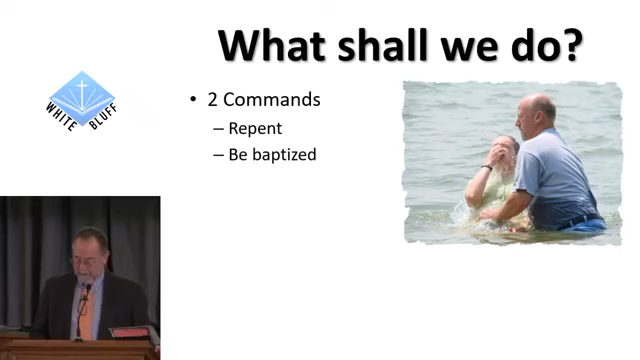 What shall we do?
• 2 Commands
– Repent
– Be baptized
WHITE BLUFF